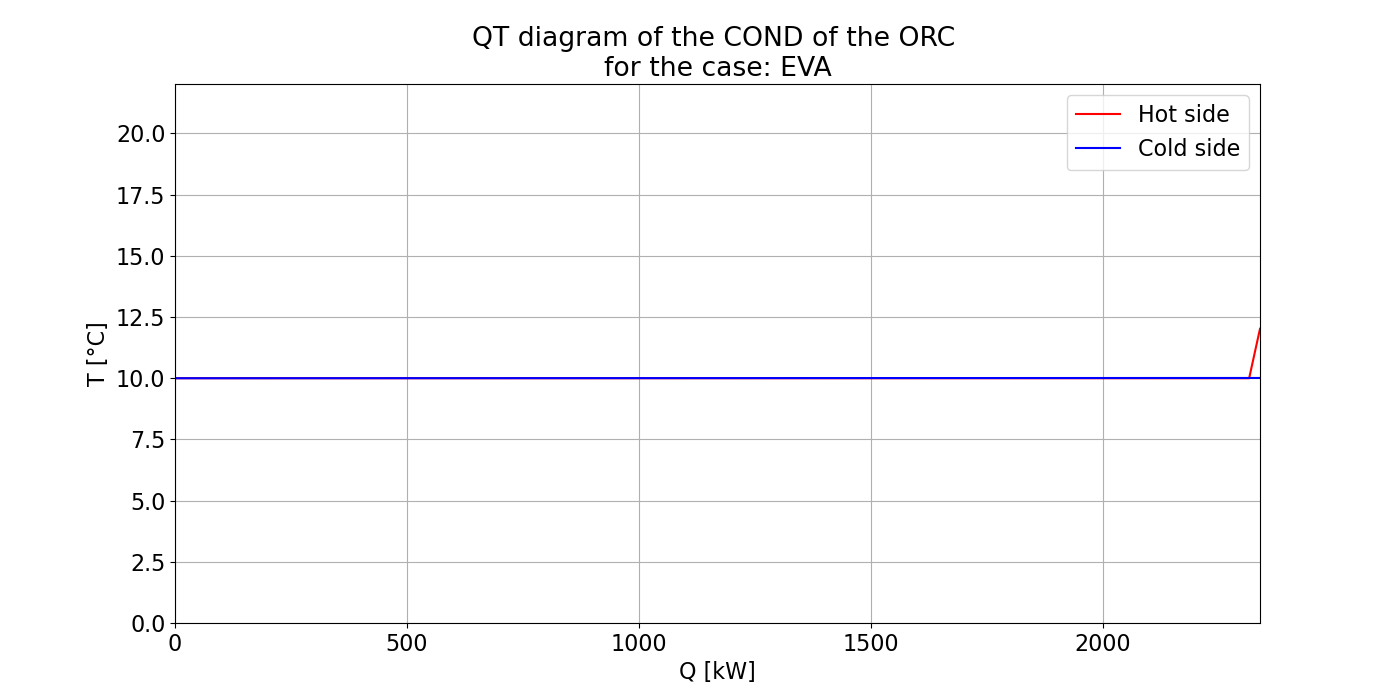 QT diagram of the COND of the ORC
for the case: EVA
Hot side
Cold side
20.0
17.5
15.0
12.5
10.0
7.5
5.0
2.5
0.0
T [°C]
0
500
1000
1500
2000
Q [kW]